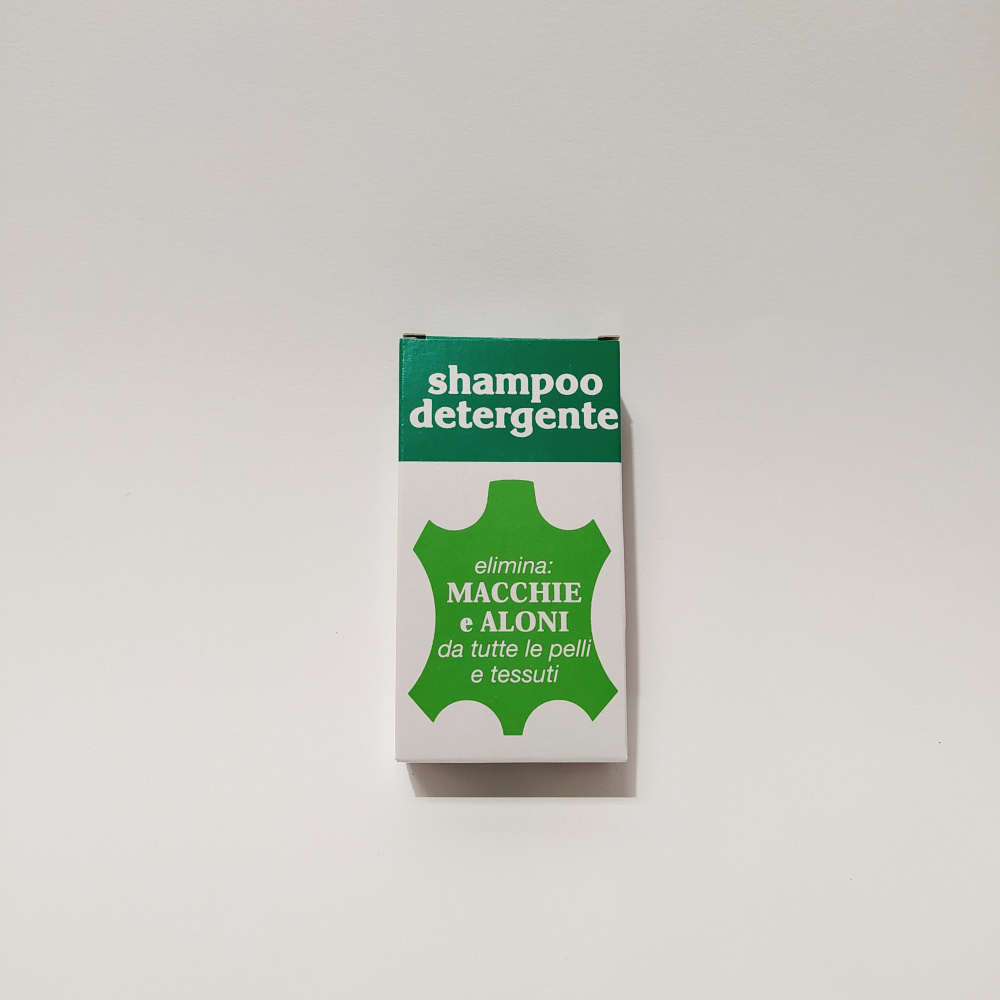 shampoo
detergente
elimina:
MACCHIE
e ALONI
da tutte le pelli
e tessuti